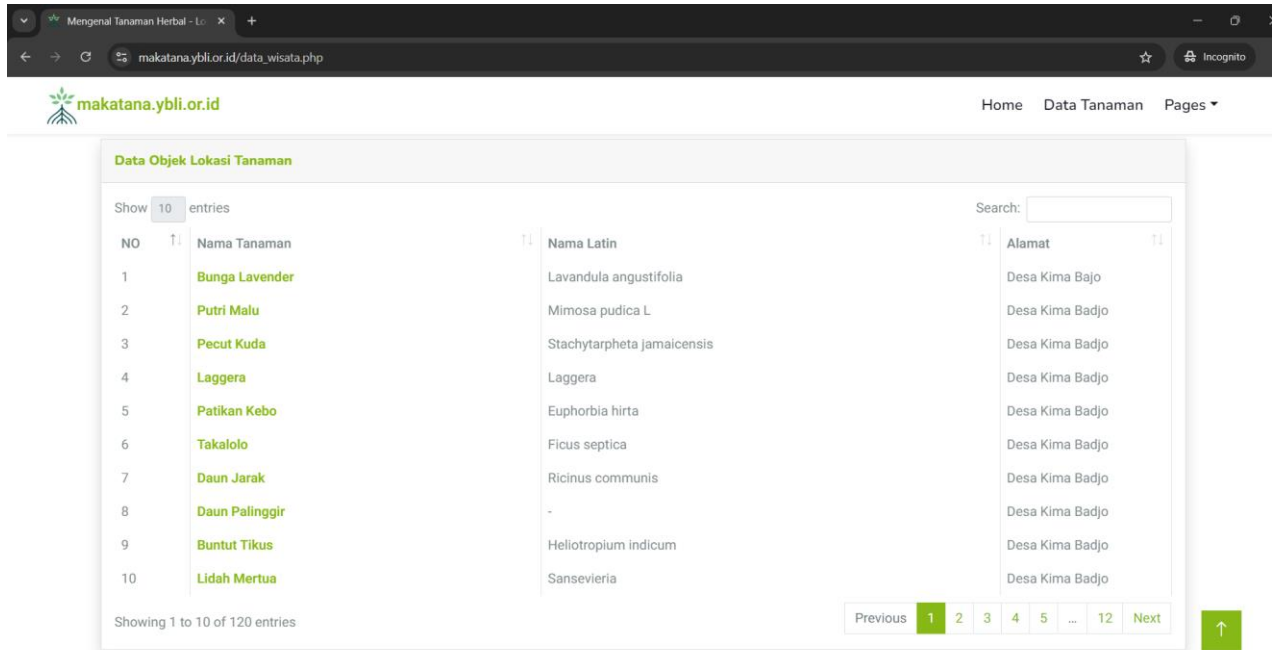 Mengenal Tanaman Herbal - Lo
makatana.ybli.or.id/data_wisata.php
Incognito
makatana.ybli.or.id
Home Data Tanaman Pages
Data Objek Lokasi Tanaman
Show 10 entries Search:
NO Nama Tanaman Nama Latin Alamat
1 Bunga Lavender Lavandula angustifolia Desa Kima Bajo
2 Putri Malu Mimosa pudica L Desa Kima Badjo
3 Pecut Kuda Stachytarpheta jamaicensis Desa Kima Badjo
4 Laggera Laggera Desa Kima Badjo
5 Patikan Kebo Euphorbia hirta Desa Kima Badjo
6 Takalolo Ficus septica Desa Kima Badjo
7 Daun Jarak Ricinus communis Desa Kima Badjo
8 Daun Palinggir - Desa Kima Badjo
9 Buntut Tikus Heliotropium indicum Desa Kima Badjo
10 Lidah Mertua Sansevieria Desa Kima Badjo
Showing 1 to 10 of 120 entries Previous 1 2 3 4 5 ... 12 Next